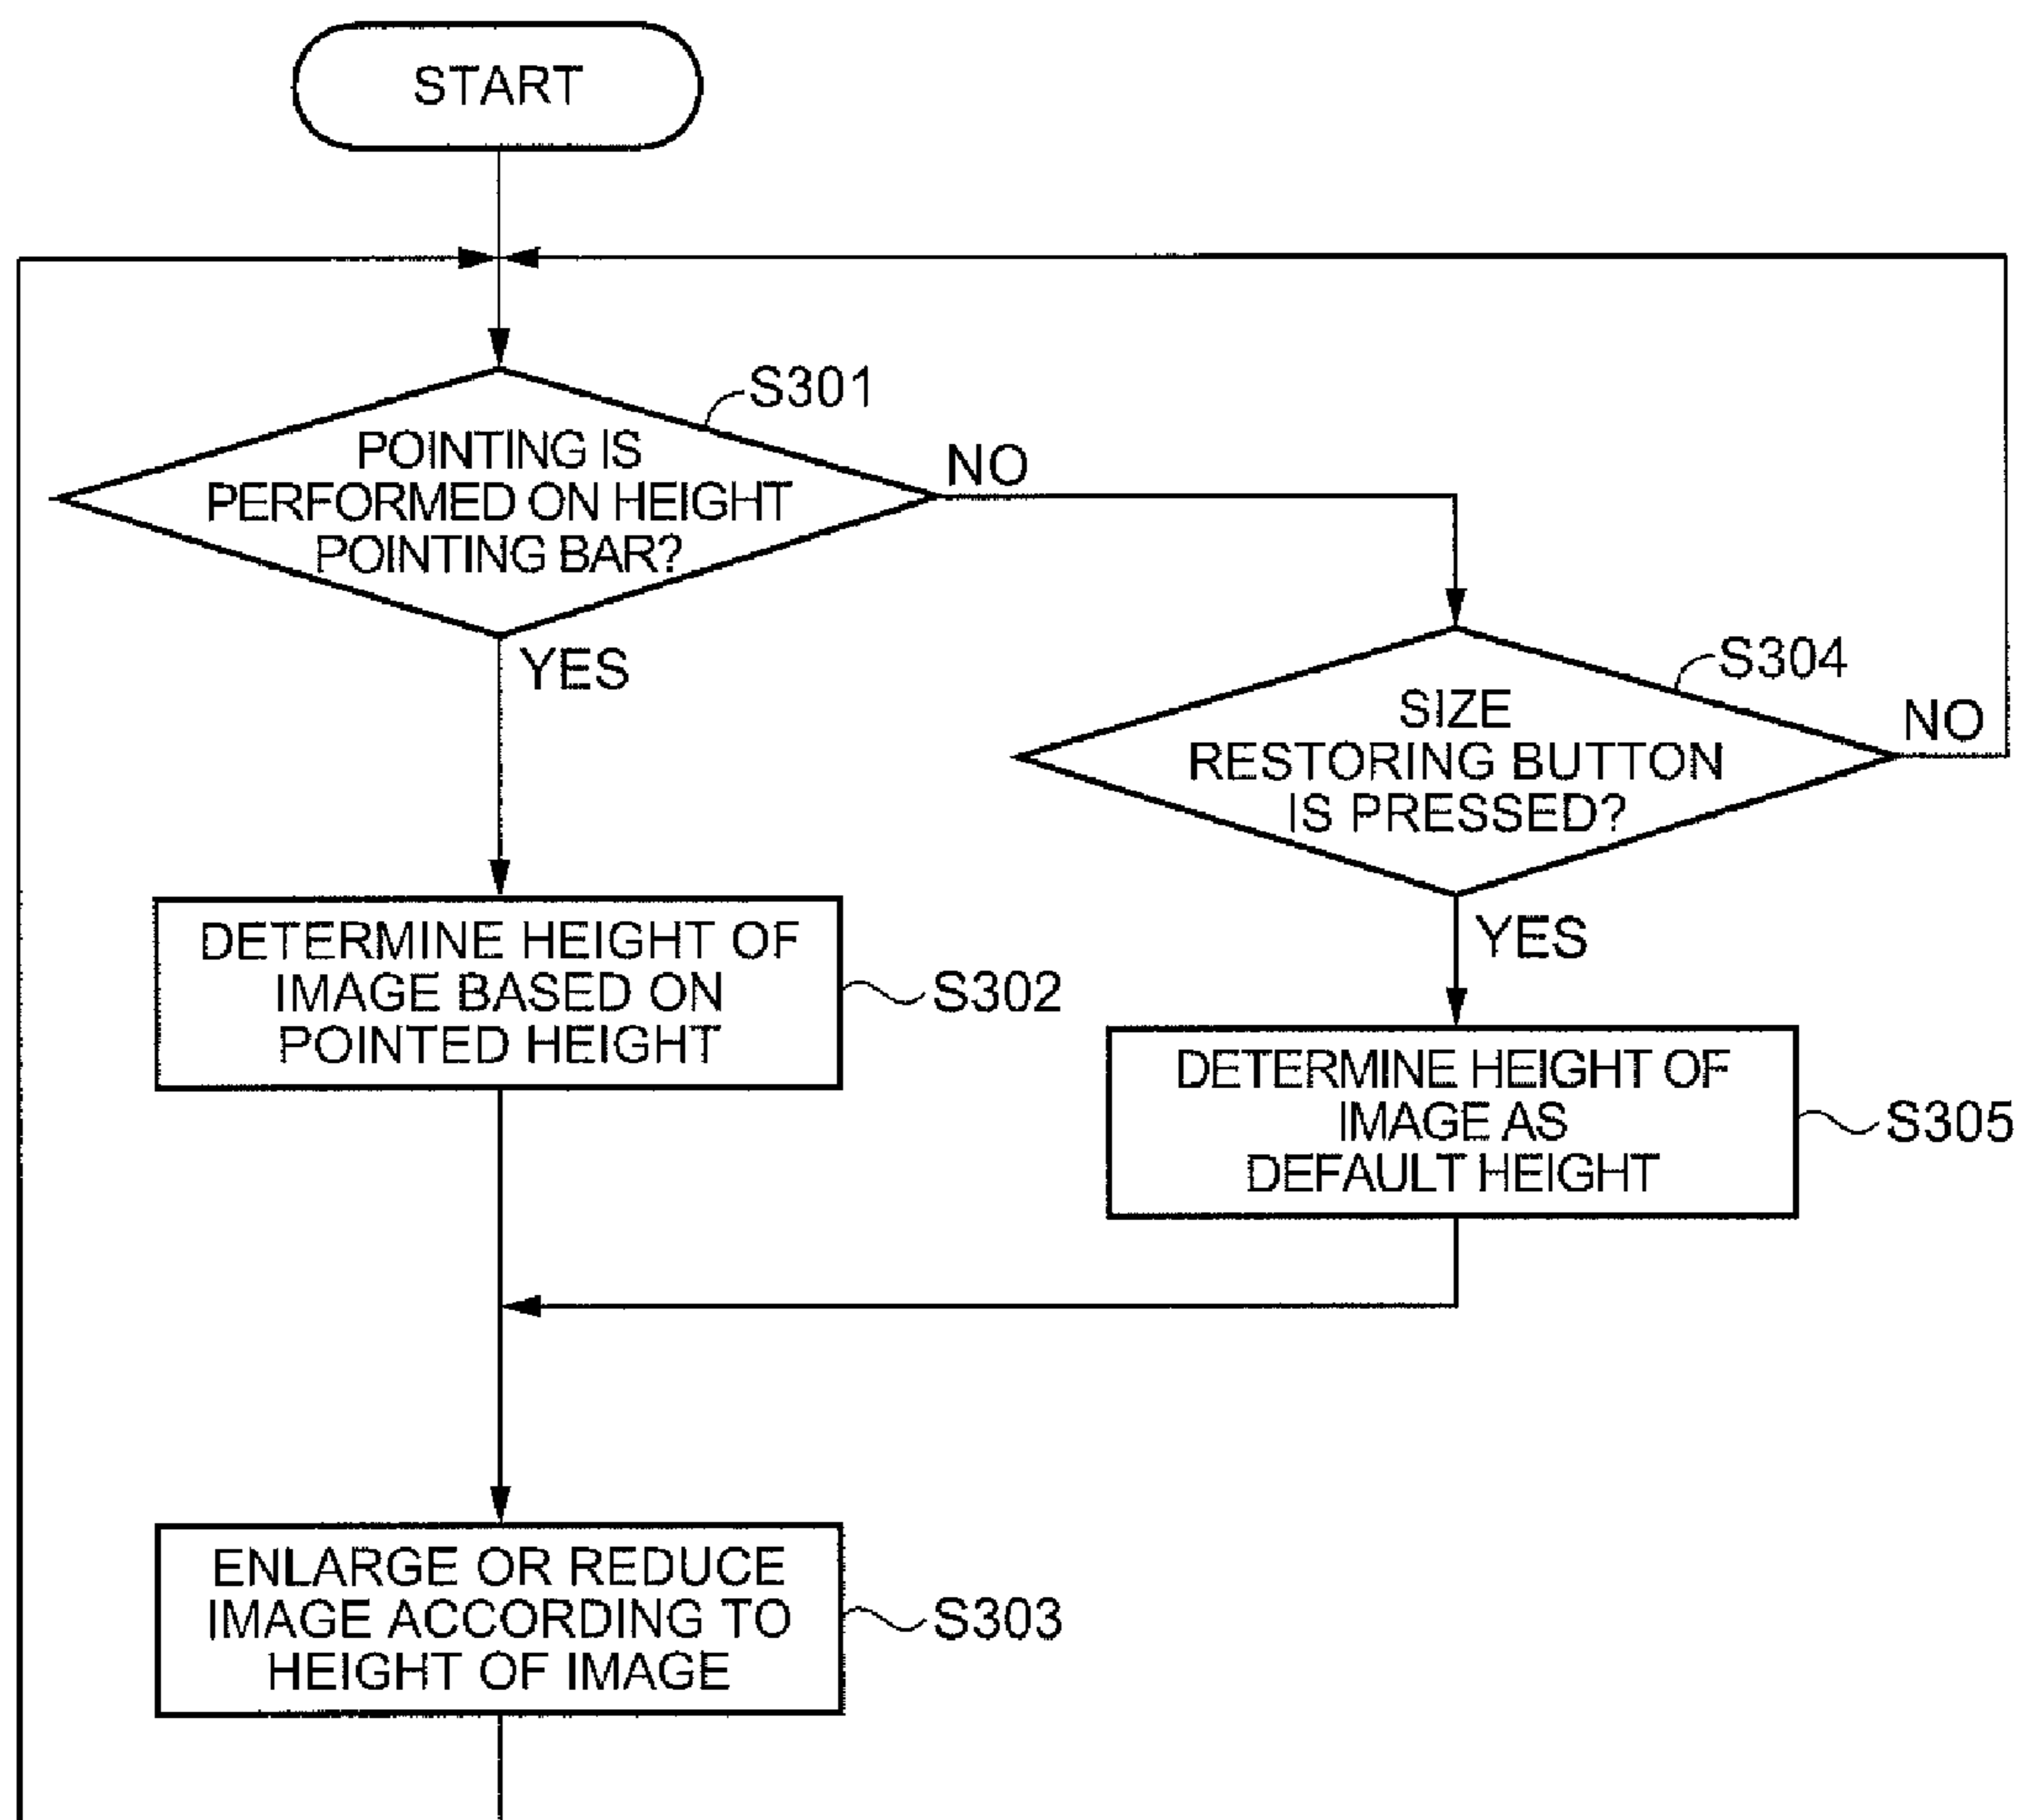 START
S301
POINTING IS
PERFORMED ON HEIGHT
POINTING BAR?
NO
YES
S304
SIZE
RESTORING BUTTON
IS PRESSED?
NO
YES
DETERMINE HEIGHT OF
IMAGE BASED ON
POINTED HEIGHT
S302
DETERMINE HEIGHT OF
IMAGE AS
DEFAULT HEIGHT
S305
ENLARGE OR REDUCE
IMAGE ACCORDING TO
HEIGHT OF IMAGE
S303